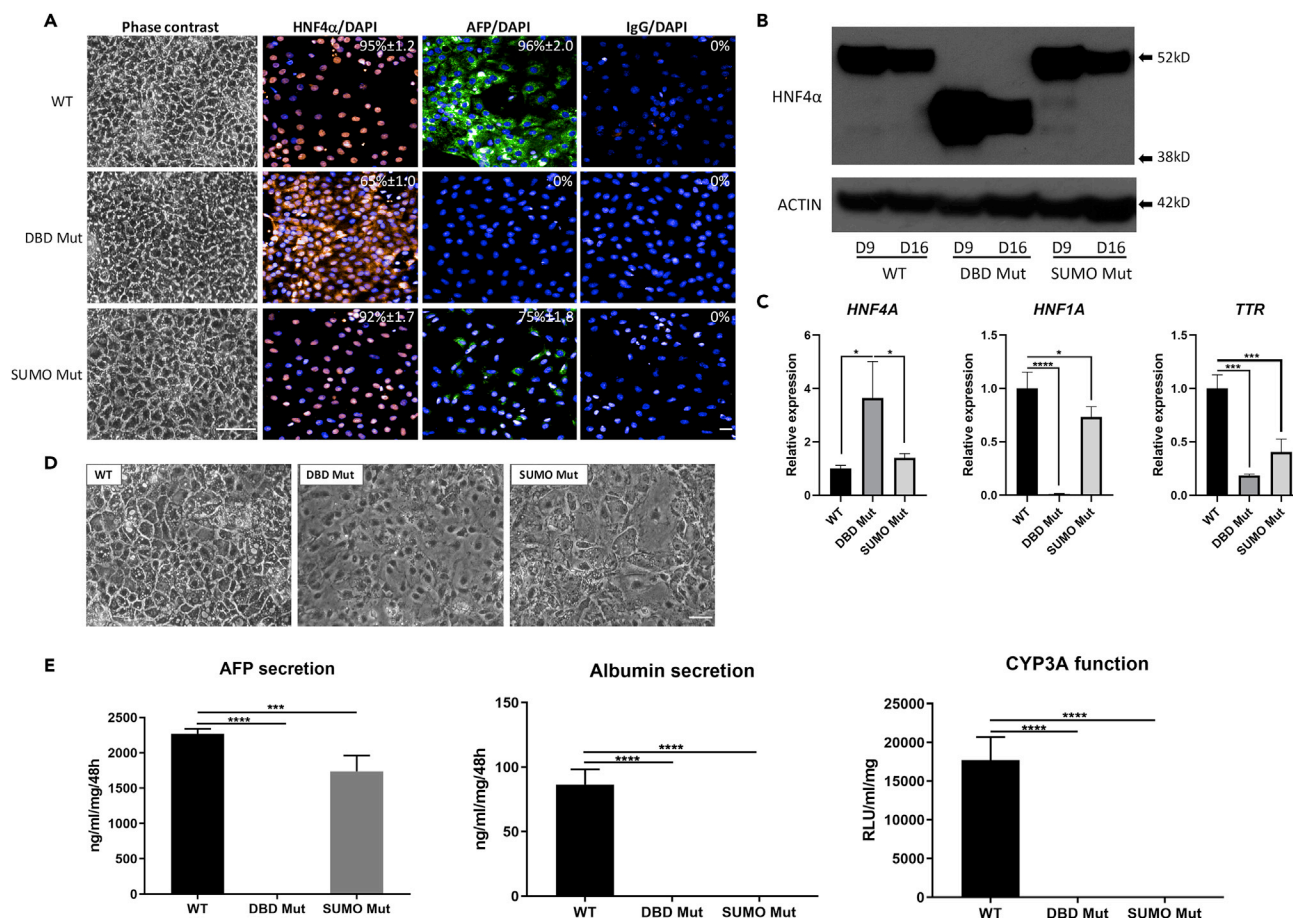 A
Phase contrast HNF4α/DAPI AFP/DAPI IgG/DAPI
WT 95%±1.2 96%±2.0 0%
DBD Mut 65%±1.0 0% 0%
SUMO Mut 92%±1.7 75%±1.8 0%
B
HNF4α
52kD
38kD
ACTIN 42kD
D9 D16 D9 D16 D9 D16
WT DBD Mut SUMO Mut
C
HNF4A
Relative expression
6
4
2
0
* *
WT DBD Mut SUMO Mut
HNF1A
Relative expression
1.5
1.0
0.5
0.0
*
****
WT DBD Mut SUMO Mut
TTR
Relative expression
1.5
1.0
0.5
0.0
***
***
WT DBD Mut SUMO Mut
D
WT DBD Mut SUMO Mut
E
AFP secretion
ng/ml/mg/48h
2500
2000
1500
1000
500
0
***
****
WT DBD Mut SUMO Mut
Albumin secretion
ng/ml/mg/48h
150
100
50
0
****
****
WT DBD Mut SUMO Mut
CYP3A function
RLU/ml/mg
25000
20000
15000
10000
5000
0
****
****
WT DBD Mut SUMO Mut